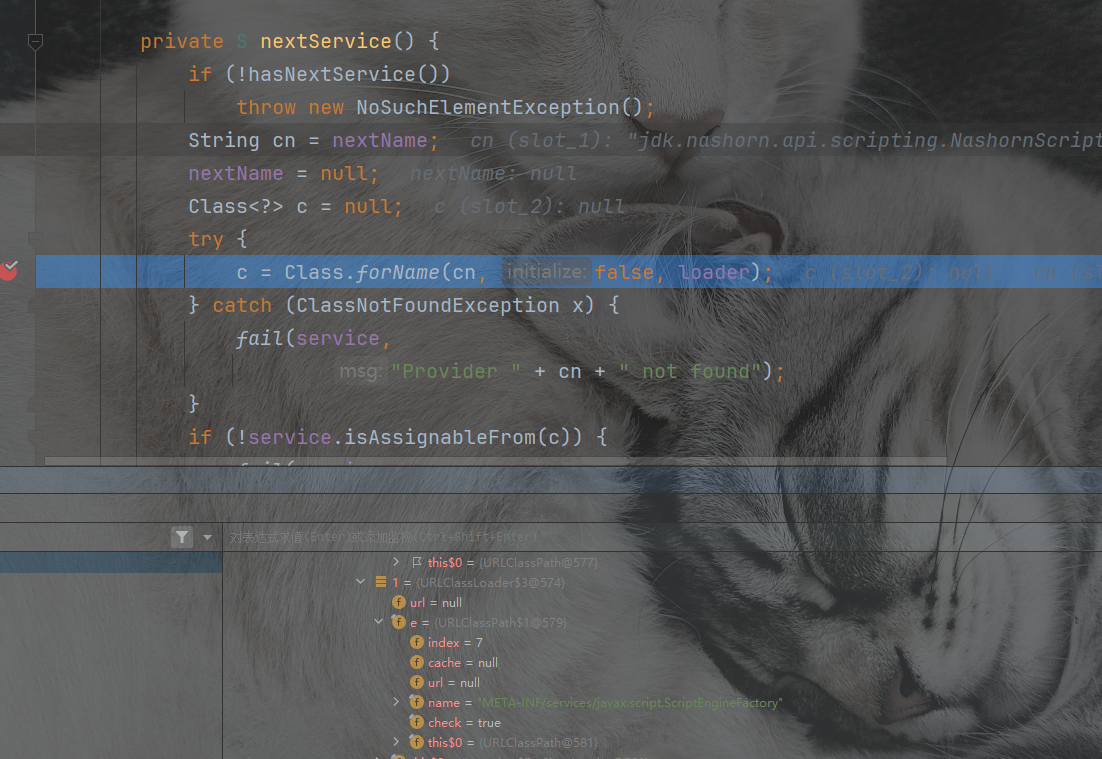 private S nextService() {
if (!hasNextService())
throw new NoSuchElementException();
String cn = nextName; cn (slot_1): "jdk.nashorn.api.scripting.NashornScript
nextName = null; nextName: null
Class<?> c = null; c (slot_2): null
try {
c = Class.forName(cn, initialize: false, loader); c (slot_2): null cn (sl
} catch (ClassNotFoundException x) {
fail(service,
msg: "Provider " + cn + " not found");
}
if (!service.isAssignableFrom(c)) {
对表达式求值(Enter)或添加监视(Ctrl+Shift+Enter)
this$0 = {URLClassPath@577}
1 = {URLClassLoader$3@574}
url = null
e = {URLClassPath$1@579}
index = 7
cache = null
url = null
name = "META-INF/services/javax.script.ScriptEngineFactory"
check = true
this$0 = {URLClassPath@581}